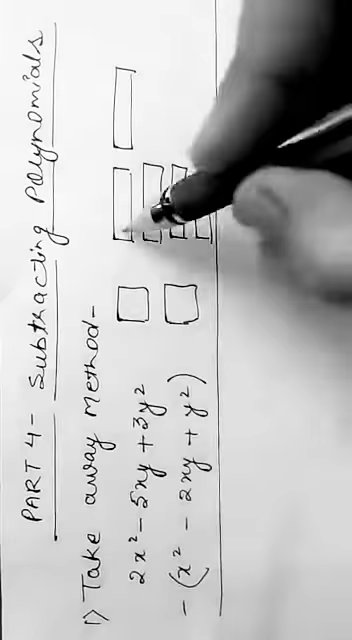 PART 4 - Subtracting Polynomials
1) Take away Method -
2x² - 5xy + 3y²
- (x² - 2xy + y²)